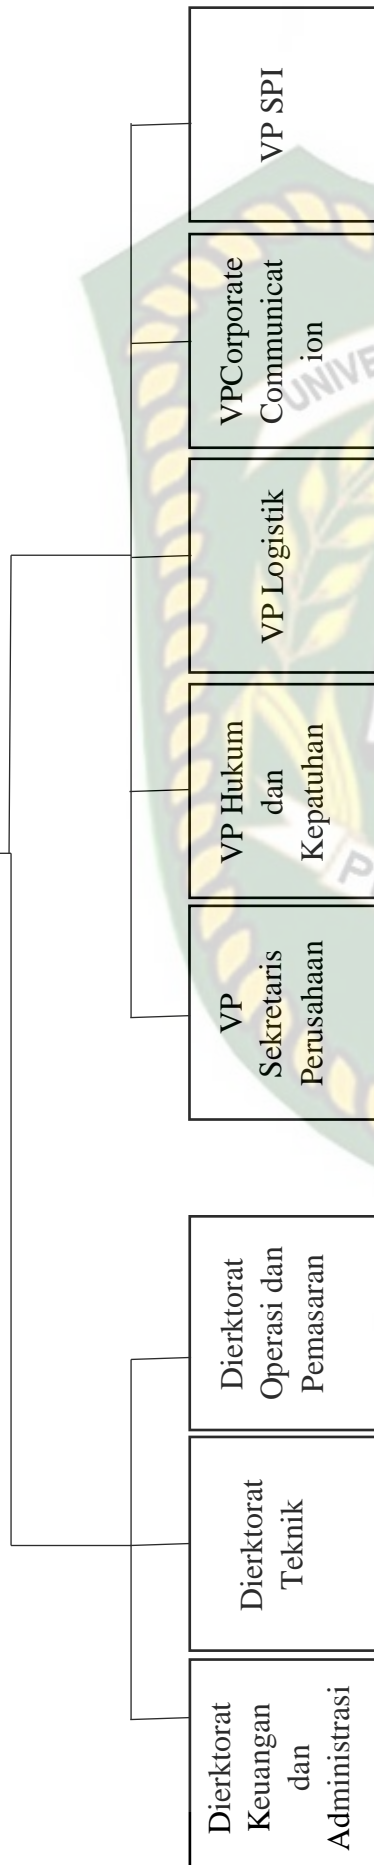 Dierktorat
Keuangan
dan
Administrasi
Dierktorat
Teknik
Dierktorat
Operasi dan
Pemasaran
VP
Sekretaris
Perusahaan
VP Hukum
dan
Kepatuhan
VP Logistik
VPCorporate
Communicat
ion
VP SPI